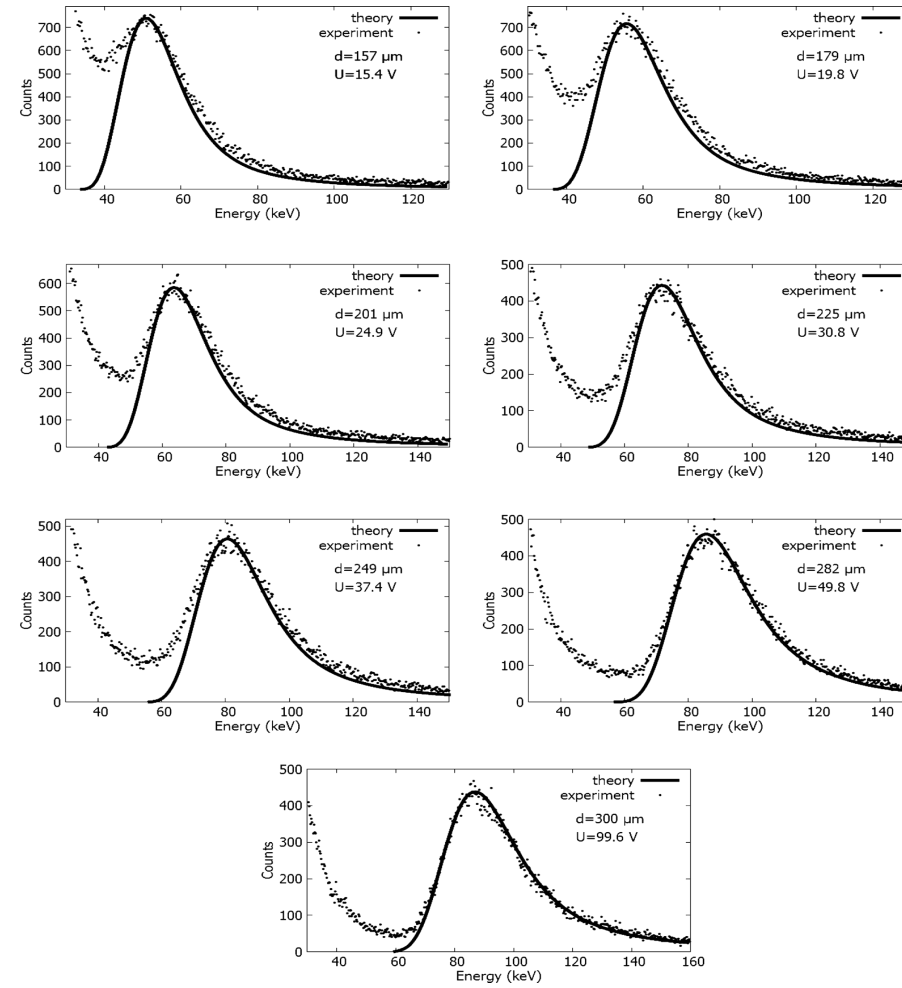 700
600
500
400
300
200
100
0
Counts
theory
experiment
d=157 µm
U=15.4 V
40 60 80 100 120
Energy (keV)
700
600
500
400
300
200
100
0
Counts
theory
experiment
d=179 µm
U=19.8 V
40 60 80 100 120
Energy (keV)
600
500
400
300
200
100
0
Counts
theory
experiment
d=201 µm
U=24.9 V
40 60 80 100 120 140
Energy (keV)
500
400
300
200
100
0
Counts
theory
experiment
d=225 µm
U=30.8 V
40 60 80 100 120 140
Energy (keV)
500
400
300
200
100
0
Counts
theory
experiment
d=249 µm
U=37.4 V
40 60 80 100 120 140
Energy (keV)
500
400
300
200
100
0
Counts
theory
experiment
d=282 µm
U=49.8 V
40 60 80 100 120 140
Energy (keV)
500
400
300
200
100
0
Counts
theory
experiment
d=300 µm
U=99.6 V
40 60 80 100 120 140 160
Energy (keV)